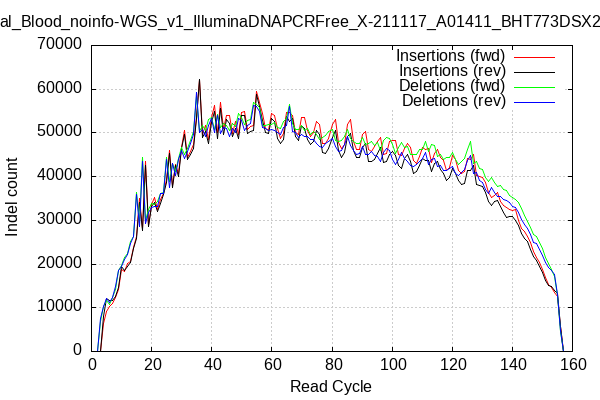 al_Blood_noinfo-WGS_v1_IlluminaDNAPCRFree_X-211117_A01411_BHT773DSX2
70000
60000
50000
40000
30000
20000
10000
0
Insertions (fwd)
Insertions (rev)
Deletions (fwd)
Deletions (rev)
Indel count
0 20 40 60 80 100 120 140 160
Read Cycle